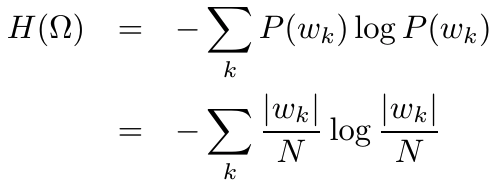 H(Ω) = − ∑_k P(w_k) log P(w_k)
= − ∑_k |w_k|/N log |w_k|/N